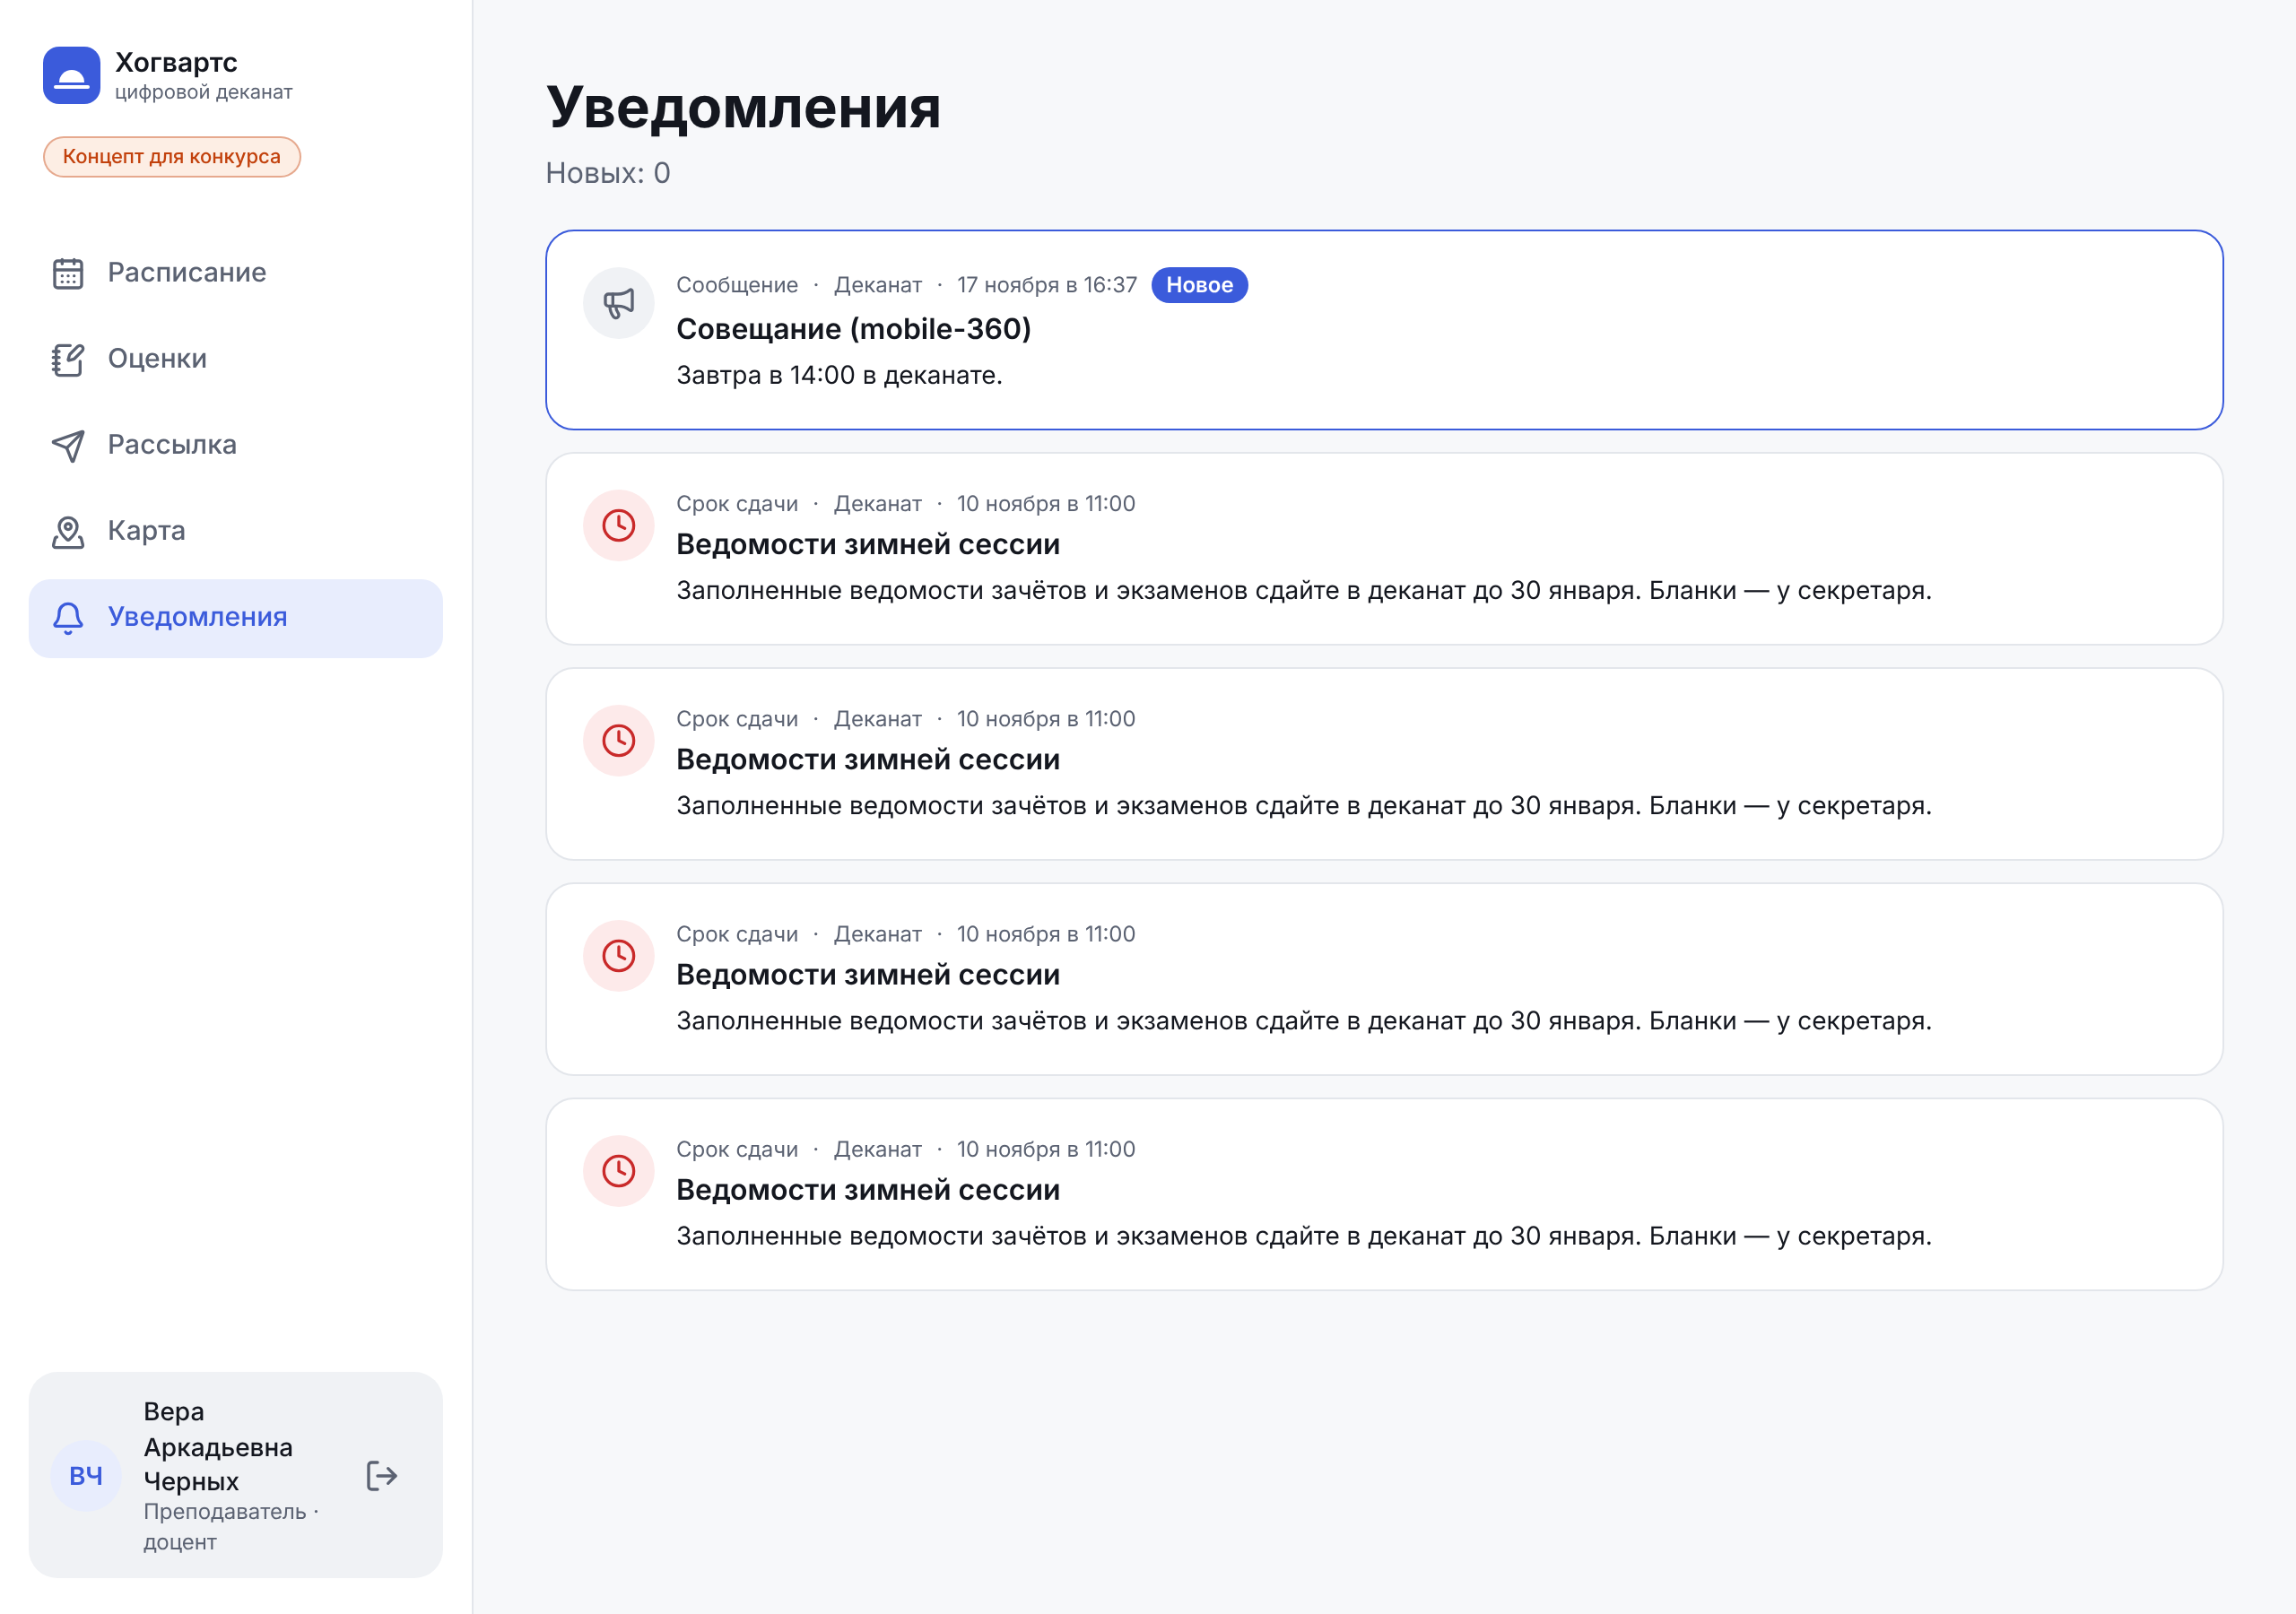 Хогвартс
цифровой деканат
Концепт для конкурса
Расписание
Оценки
Рассылка
Карта
Уведомления
ВЧ
Вера
Аркадьевна
Черных
Преподаватель ·
доцент
Уведомления
Новых: 0
Сообщение · Деканат · 17 ноября в 16:37 Новое
Совещание (mobile-360)
Завтра в 14:00 в деканате.
Срок сдачи · Деканат · 10 ноября в 11:00
Ведомости зимней сессии
Заполненные ведомости зачётов и экзаменов сдайте в деканат до 30 января. Бланки — у секретаря.
Срок сдачи · Деканат · 10 ноября в 11:00
Ведомости зимней сессии
Заполненные ведомости зачётов и экзаменов сдайте в деканат до 30 января. Бланки — у секретаря.
Срок сдачи · Деканат · 10 ноября в 11:00
Ведомости зимней сессии
Заполненные ведомости зачётов и экзаменов сдайте в деканат до 30 января. Бланки — у секретаря.
Срок сдачи · Деканат · 10 ноября в 11:00
Ведомости зимней сессии
Заполненные ведомости зачётов и экзаменов сдайте в деканат до 30 января. Бланки — у секретаря.